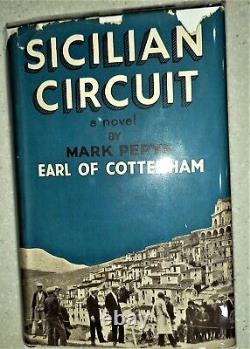 SICILIAN
CIRCUIT
a novel
BY
MARK PEPYS
EARL OF COTTENHAM